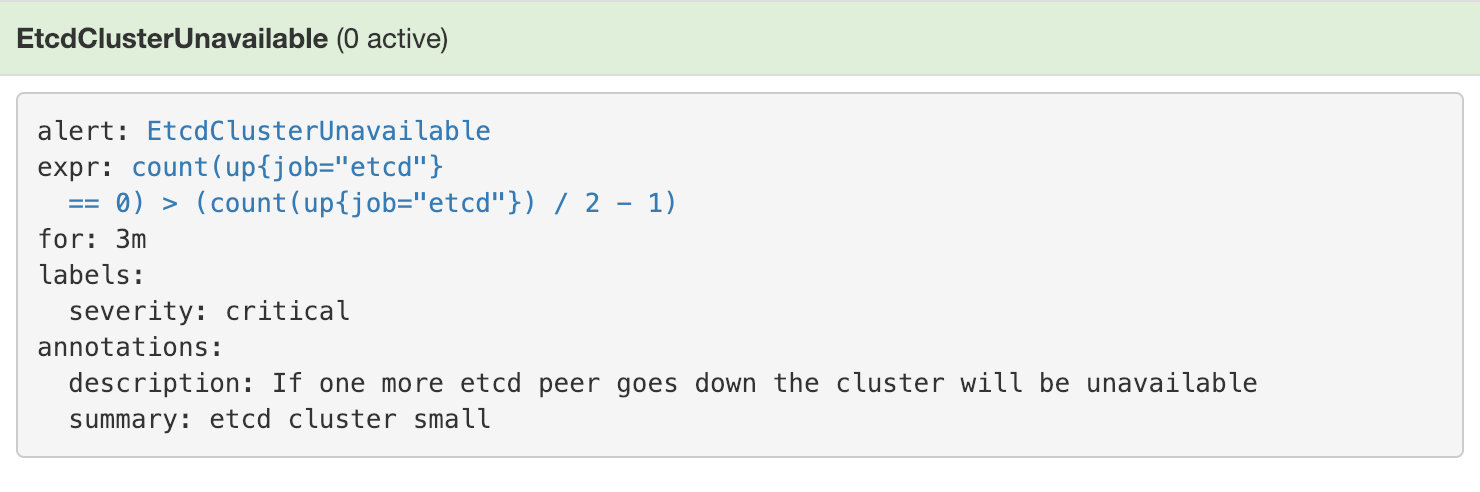 EtcdClusterUnavailable (0 active)
alert: EtcdClusterUnavailable
expr: count(up{job="etcd"}
  == 0) > (count(up{job="etcd"}) / 2 - 1)
for: 3m
labels:
  severity: critical
annotations:
  description: If one more etcd peer goes down the cluster will be unavailable
  summary: etcd cluster small